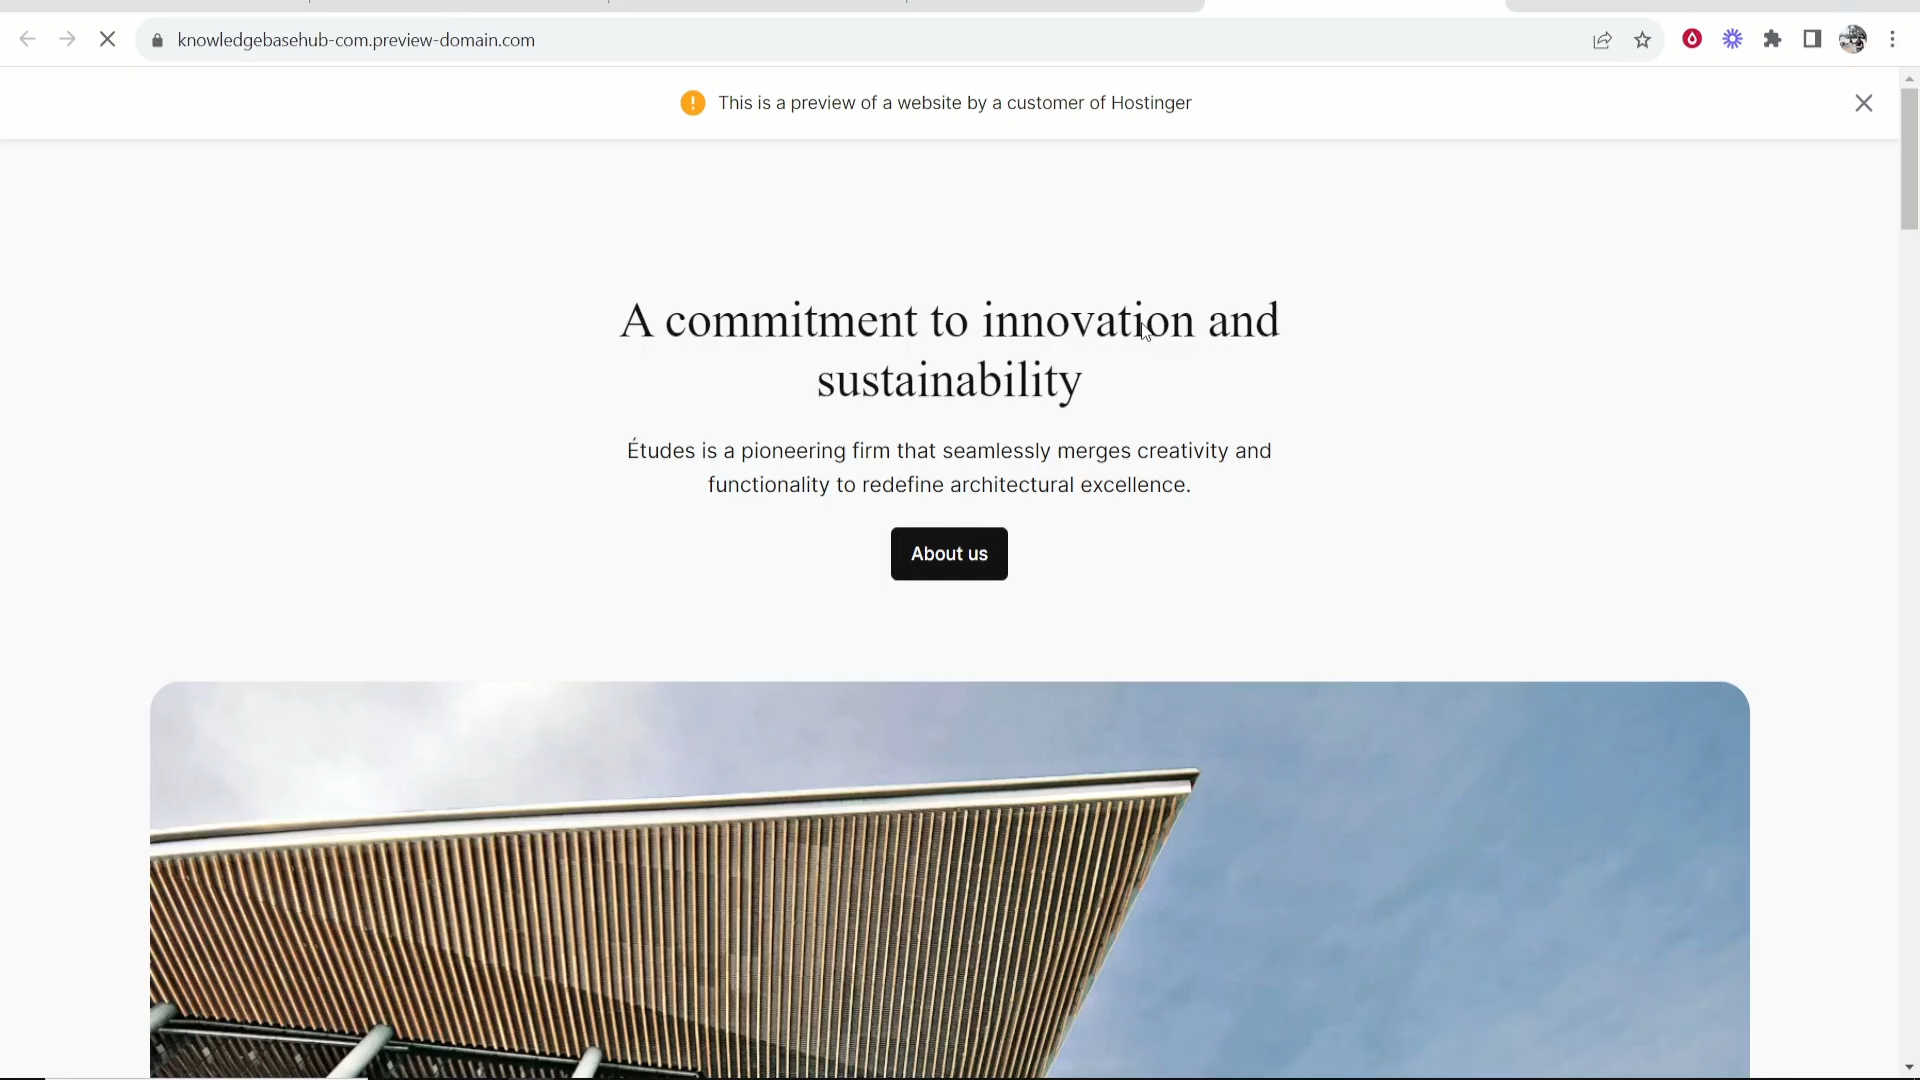 knowledgebasehub-com.preview-domain.com
This is a preview of a website by a customer of Hostinger
A commitment to innovation and
sustainability
Études is a pioneering firm that seamlessly merges creativity and
functionality to redefine architectural excellence.
About us